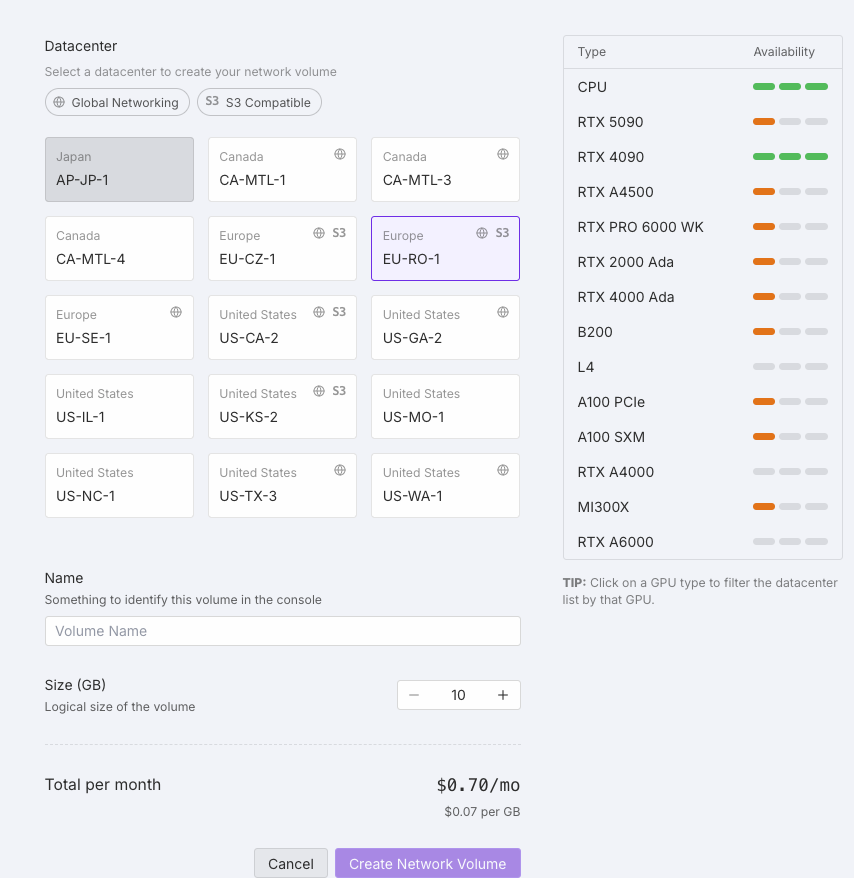 Datacenter
Select a datacenter to create your network volume
Global Networking
S3 S3 Compatible
Japan
AP-JP-1
Canada
CA-MTL-1
Canada
CA-MTL-3
Canada
CA-MTL-4
Europe S3
EU-CZ-1
Europe S3
EU-RO-1
Europe
EU-SE-1
United States S3
US-CA-2
United States
US-GA-2
United States
US-IL-1
United States S3
US-KS-2
United States
US-MO-1
United States
US-NC-1
United States
US-TX-3
United States
US-WA-1
Name
Something to identify this volume in the console
Volume Name
Size (GB)
Logical size of the volume
− 10 +
Total per month
$0.70/mo
$0.07 per GB
Cancel
Create Network Volume
Type Availability
CPU
RTX 5090
RTX 4090
RTX A4500
RTX PRO 6000 WK
RTX 2000 Ada
RTX 4000 Ada
B200
L4
A100 PCIe
A100 SXM
RTX A4000
MI300X
RTX A6000
TIP: Click on a GPU type to filter the datacenter
list by that GPU.